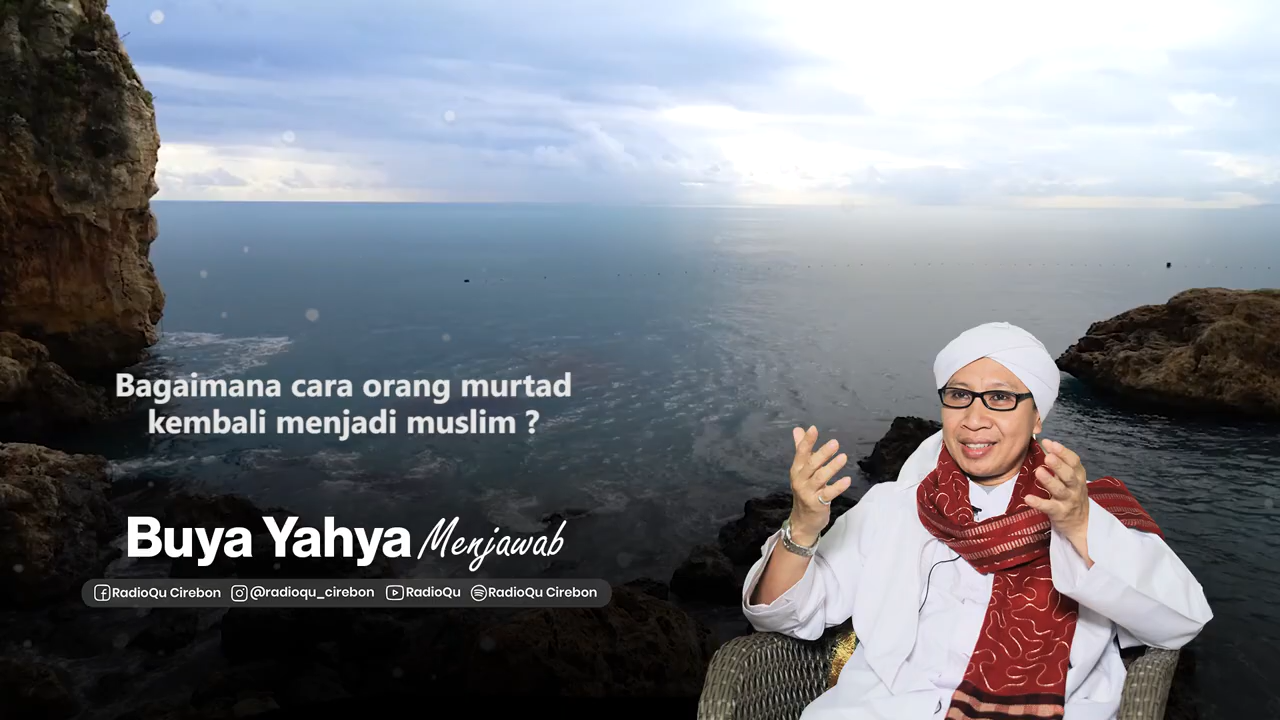 Bagaimana cara orang murtad
kembali menjadi muslim ?
Buya Yahya Menjawab
RadioQu Cirebon @radioqu_cirebon RadioQu RadioQu Cirebon